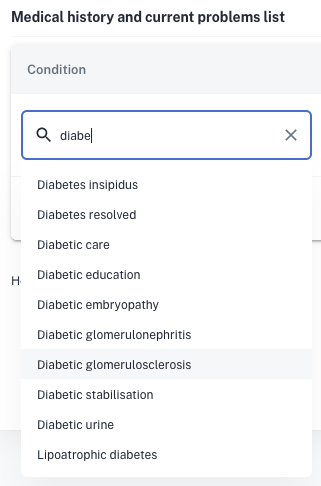 Medical history and current problems list
Condition
diabe
Diabetes insipidus
Diabetes resolved
Diabetic care
Diabetic education
Diabetic embryopathy
Diabetic glomerulonephritis
Diabetic glomerulosclerosis
Diabetic stabilisation
Diabetic urine
Lipoatrophic diabetes